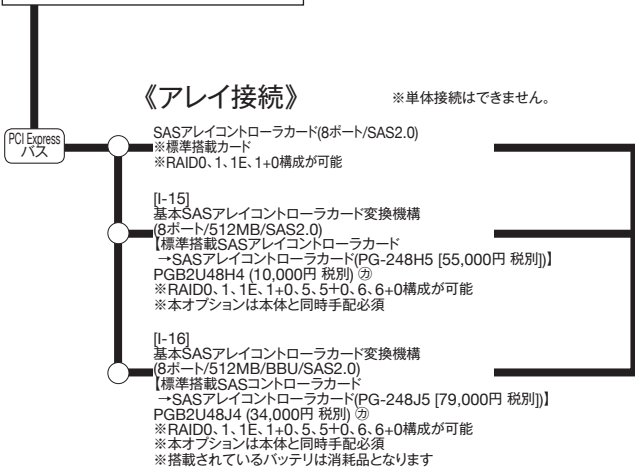 《アレイ接続》
※単体接続はできません。
PCI Express
バス
SASアレイコントローラカード(8ポート/SAS2.0)
※標準搭載カード
※RAID0、1、1E、1+0構成が可能
[I-15]
基本SASアレイコントローラカード変換機構
(8ポート/512MB/SAS2.0)
【標準搭載SASアレイコントローラカード
→SASアレイコントローラカード(PG-248H5 [55,000円 税別])】
PGB2U48H4 (10,000円 税別) ㋕
※RAID0、1、1E、1+0、5、5+0、6、6+0構成が可能
※本オプションは本体と同時手配必須
[I-16]
基本SASアレイコントローラカード変換機構
(8ポート/512MB/BBU/SAS2.0)
【標準搭載SASコントローラカード
→SASアレイコントローラカード(PG-248J5 [79,000円 税別])】
PGB2U48J4 (34,000円 税別) ㋕
※RAID0、1、1E、1+0、5、5+0、6、6+0構成が可能
※本オプションは本体と同時手配必須
※搭載されているバッテリは消耗品となります